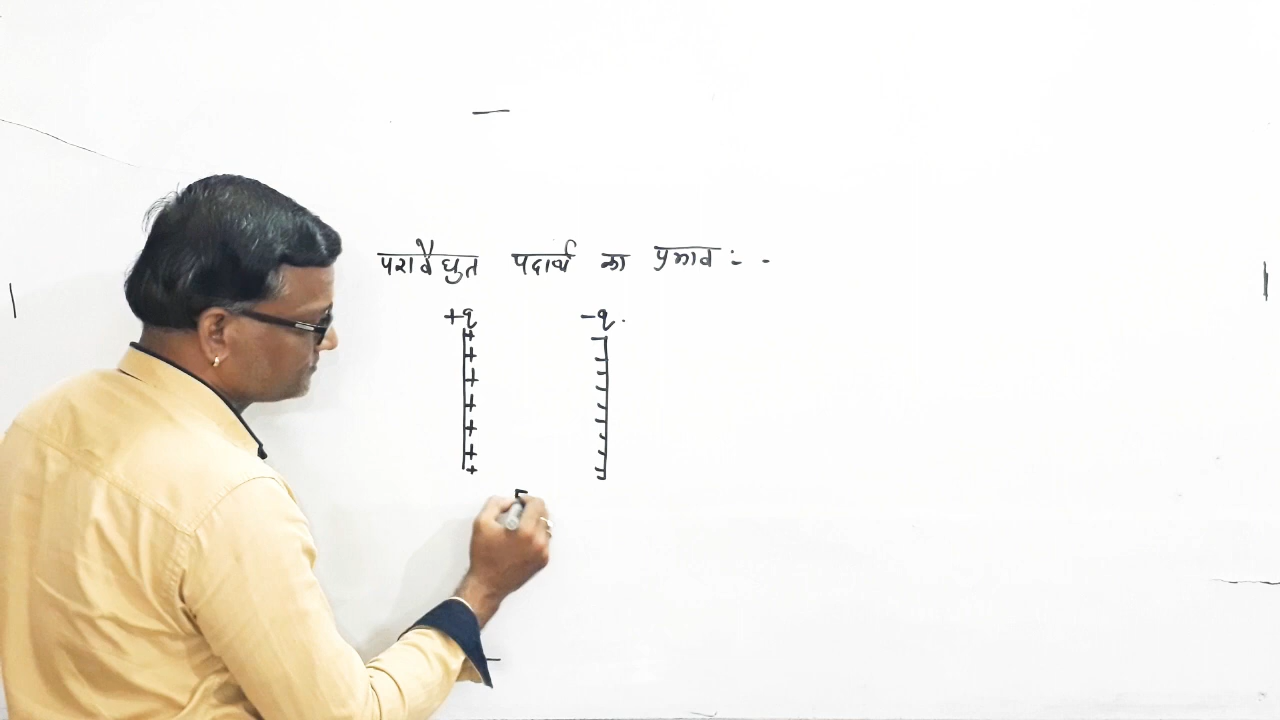 परावैधुत पदार्थ का प्रभाव :-
+q -q.